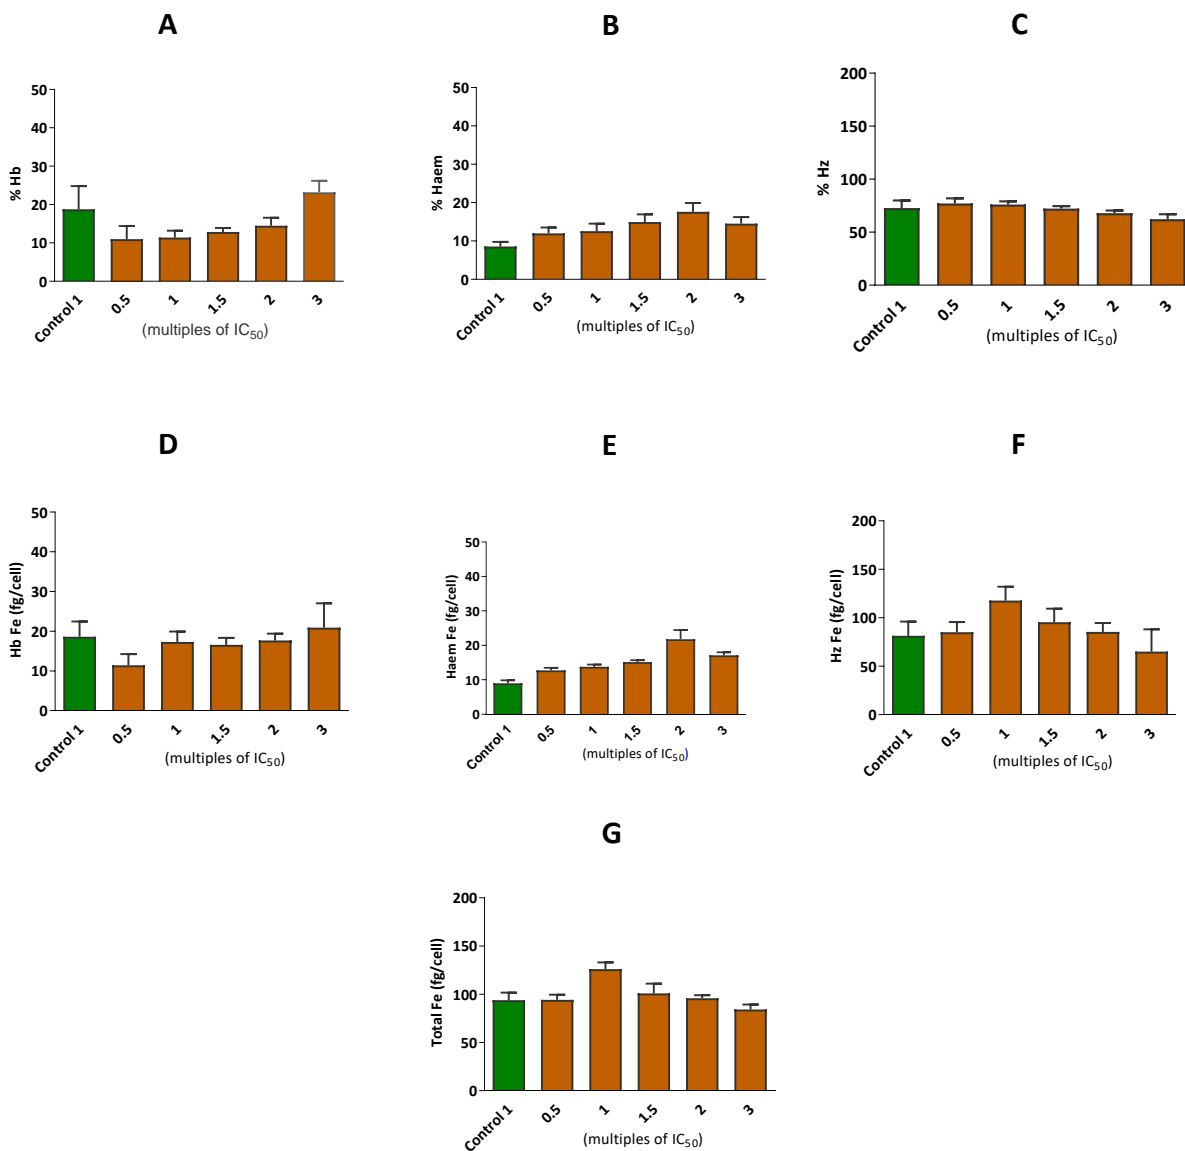 A
% Hb
50
40
30
20
10
0
Control 1 0.5 1 1.5 2 3
(multiples of IC50)
B
% Haem
50
40
30
20
10
0
Control 1 0.5 1 1.5 2 3
(multiples of IC50)
C
% Hz
200
150
100
50
0
Control 1 0.5 1 1.5 2 3
(multiples of IC50)
D
Hb Fe (fg/cell)
50
40
30
20
10
0
Control 1 0.5 1 1.5 2 3
(multiples of IC50)
E
Haem Fe (fg/cell)
50
40
30
20
10
0
Control 1 0.5 1 1.5 2 3
(multiples of IC50)
F
Hz Fe (fg/cell)
200
150
100
50
0
Control 1 0.5 1 1.5 2 3
(multiples of IC50)
G
Total Fe (fg/cell)
200
150
100
50
0
Control 1 0.5 1 1.5 2 3
(multiples of IC50)